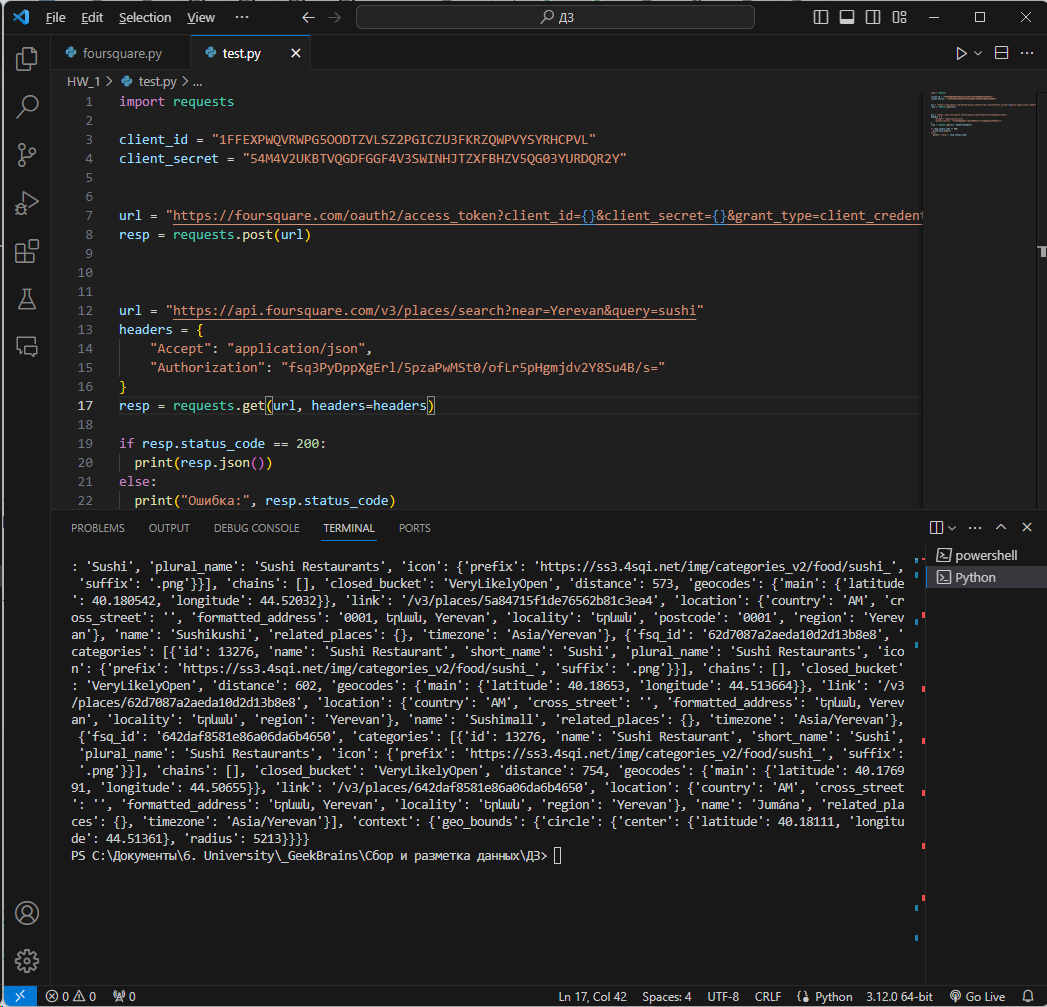 File Edit Selection View ··· ДЗ
foursquare.py test.py
HW_1 > test.py > ...
1 import requests
2
3 client_id = "1FFEXPWQVRWPG5OODTZVLSZ2PGICZU3FKRZQWPVYSYRHCPVL"
4 client_secret = "54M4V2UKBTVQGDFGGF4V3SWINHJTZXFBHZV5QG03YURDQR2Y"
5
6
7 url = "https://foursquare.com/oauth2/access_token?client_id={}&client_secret={}&grant_type=client_credent
8 resp = requests.post(url)
9
10
11
12 url = "https://api.foursquare.com/v3/places/search?near=Yerevan&query=sushi"
13 headers = {
14 "Accept": "application/json",
15 "Authorization": "fsq3PyDppXgErl/5pzaPwMSt0/ofLr5pHgmjdv2Y8Su4B/s="
16 }
17 resp = requests.get(url, headers=headers)
18
19 if resp.status_code == 200:
20 print(resp.json())
21 else:
22 print("Ошибка:", resp.status_code)
PROBLEMS OUTPUT DEBUG CONSOLE TERMINAL PORTS
powershell
Python
: 'Sushi', 'plural_name': 'Sushi Restaurants', 'icon': {'prefix': 'https://ss3.4sqi.net/img/categories_v2/food/sushi_',
'suffix': '.png'}}], 'chains': [], 'closed_bucket': 'VeryLikelyOpen', 'distance': 573, 'geocodes': {'main': {'latitude
': 40.180542, 'longitude': 44.52032}}, 'link': '/v3/places/5a84715f1de76562b81c3ea4', 'location': {'country': 'AM', 'cr
oss_street': '', 'formatted_address': '0001, Երևան, Yerevan', 'locality': 'Երևան', 'postcode': '0001', 'region': 'Yerev
an'}, 'name': 'Sushikushi', 'related_places': {}, 'timezone': 'Asia/Yerevan'}, {'fsq_id': '62d7087a2aeda10d2d13b8e8', '
categories': [{'id': 13276, 'name': 'Sushi Restaurant', 'short_name': 'Sushi', 'plural_name': 'Sushi Restaurants', 'ico
n': {'prefix': 'https://ss3.4sqi.net/img/categories_v2/food/sushi_', 'suffix': '.png'}}], 'chains': [], 'closed_bucket'
: 'VeryLikelyOpen', 'distance': 602, 'geocodes': {'main': {'latitude': 40.18653, 'longitude': 44.513664}}, 'link': '/v3
/places/62d7087a2aeda10d2d13b8e8', 'location': {'country': 'AM', 'cross_street': '', 'formatted_address': 'Երևան, Yerev
an', 'locality': 'Երևան', 'region': 'Yerevan'}, 'name': 'Sushimall', 'related_places': {}, 'timezone': 'Asia/Yerevan'},
{'fsq_id': '642daf8581e86a06da6b4650', 'categories': [{'id': 13276, 'name': 'Sushi Restaurant', 'short_name': 'Sushi',
'plural_name': 'Sushi Restaurants', 'icon': {'prefix': 'https://ss3.4sqi.net/img/categories_v2/food/sushi_', 'suffix':
'.png'}}], 'chains': [], 'closed_bucket': 'VeryLikelyOpen', 'distance': 754, 'geocodes': {'main': {'latitude': 40.1769
91, 'longitude': 44.50655}}, 'link': '/v3/places/642daf8581e86a06da6b4650', 'location': {'country': 'AM', 'cross_street
': '', 'formatted_address': 'Երևան, Yerevan', 'locality': 'Երևան', 'region': 'Yerevan'}, 'name': 'Jumána', 'related_pla
ces': {}, 'timezone': 'Asia/Yerevan'}], 'context': {'geo_bounds': {'circle': {'center': {'latitude': 40.18111, 'longitu
de': 44.51361}, 'radius': 5213}}}}
PS C:\Документы\6. University\_GeekBrains\Сбор и разметка данных\ДЗ>
0 0 0 Ln 17, Col 42 Spaces: 4 UTF-8 CRLF Python 3.12.0 64-bit Go Live